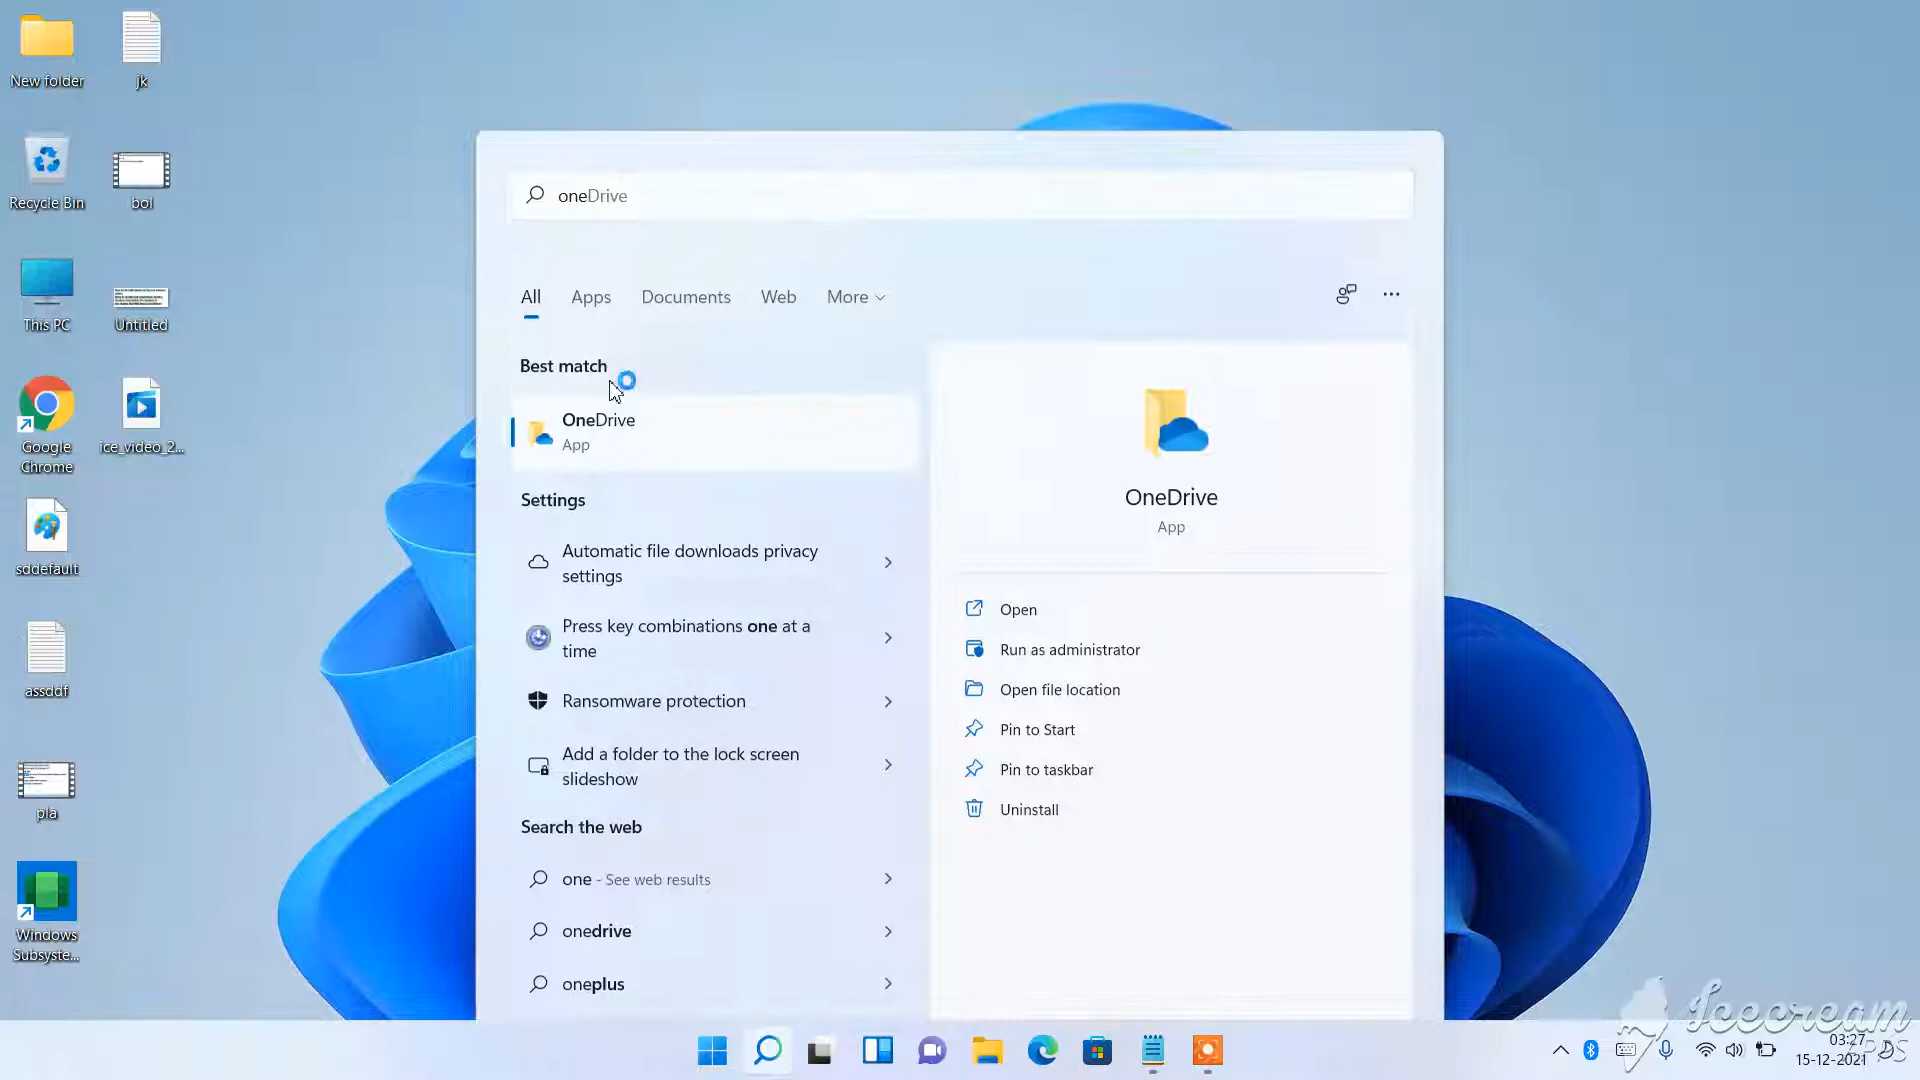 New folder
jk
Recycle Bin
bol
This PC
Untitled
Google
Chrome
ice_video_2...
sddefault
assddf
pla
Windows
Subsyste...
oneDrive
All
Apps
Documents
Web
More
Best match
OneDrive
App
Settings
Automatic file downloads privacy
settings
Press key combinations one at a
time
Ransomware protection
Add a folder to the lock screen
slideshow
Search the web
one - See web results
onedrive
oneplus
OneDrive
App
Open
Run as administrator
Open file location
Pin to Start
Pin to taskbar
Uninstall
Icecream
APPS
03:27
15-12-2021